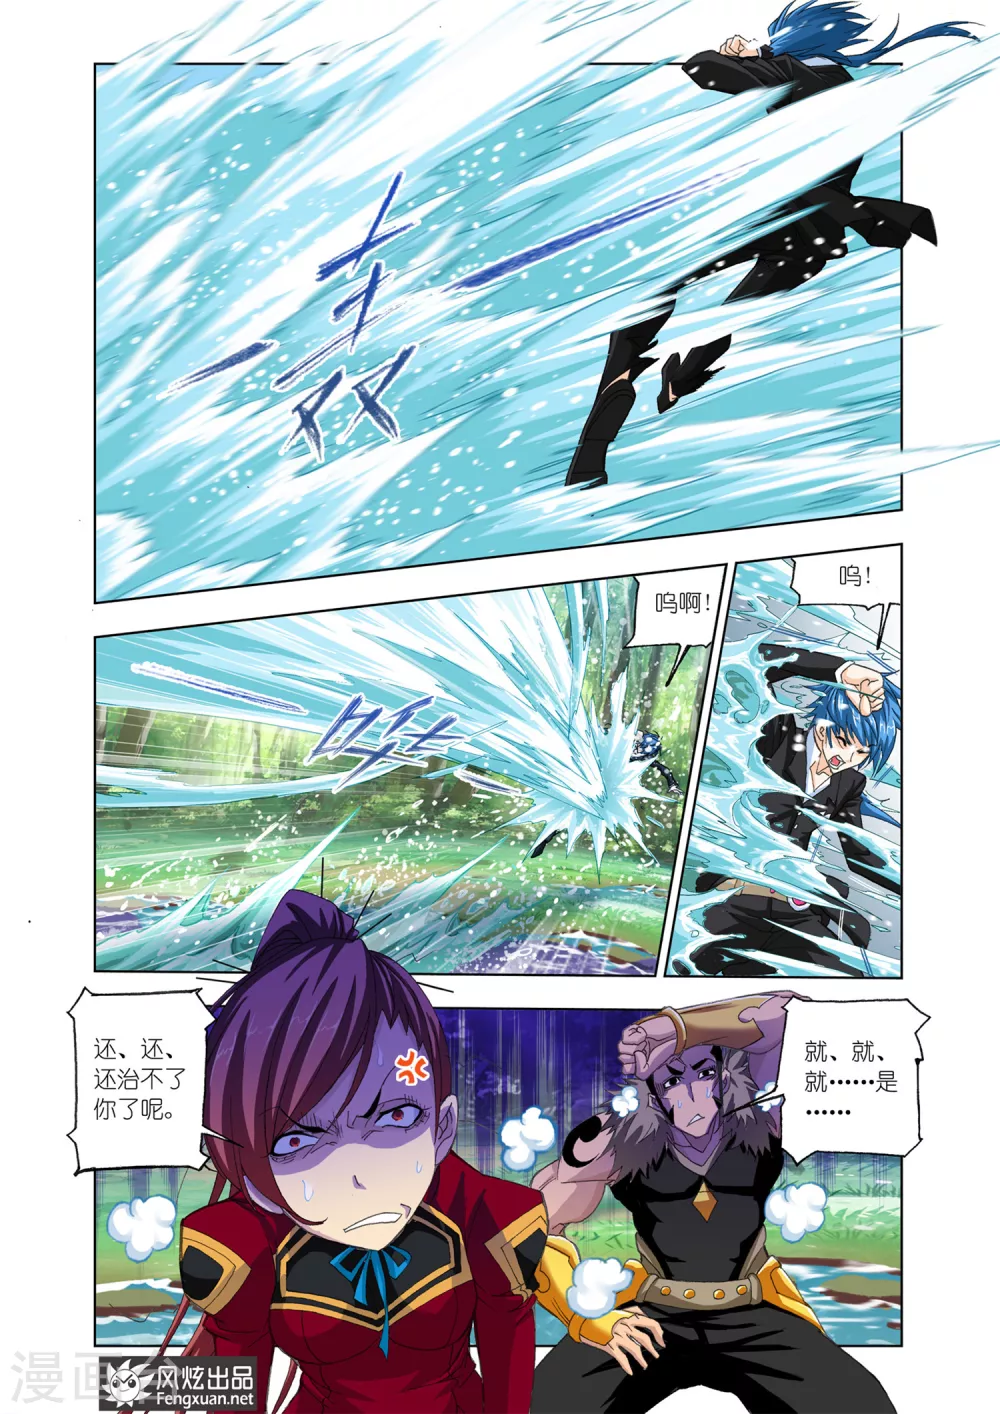 轰
呜啊!
呜!
还、还、
还治不了
你了呢。
就、就、
就……是
……
漫画台
风炫出品
Fengxuan.net